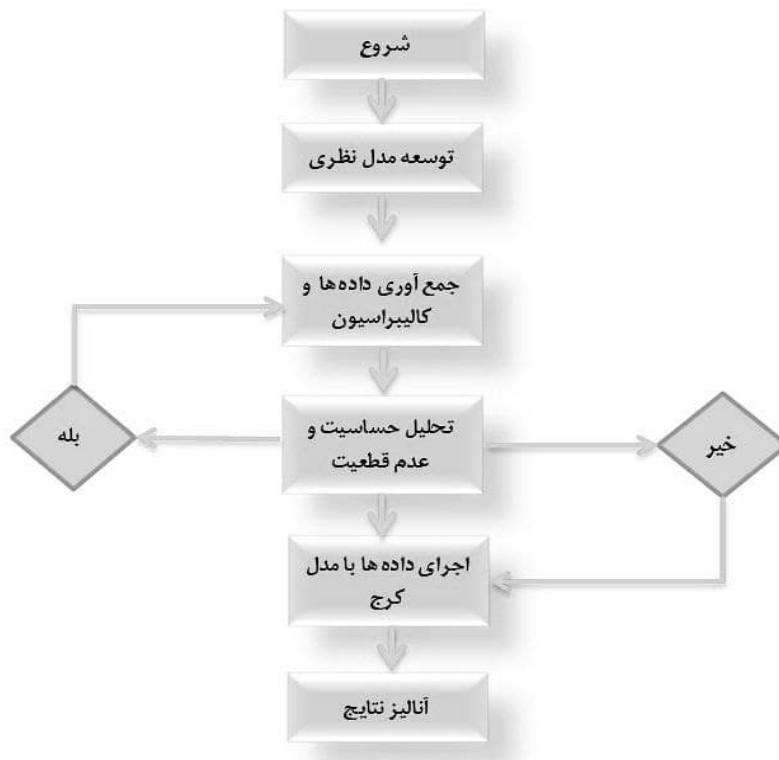 شروع
توسعه مدل نظری
جمع آوری داده‌ها و
کالیبراسیون
تحلیل حساسیت و
عدم قطعیت
بله
خیر
اجرای داده ها با مدل
کرج
آنالیز نتایج